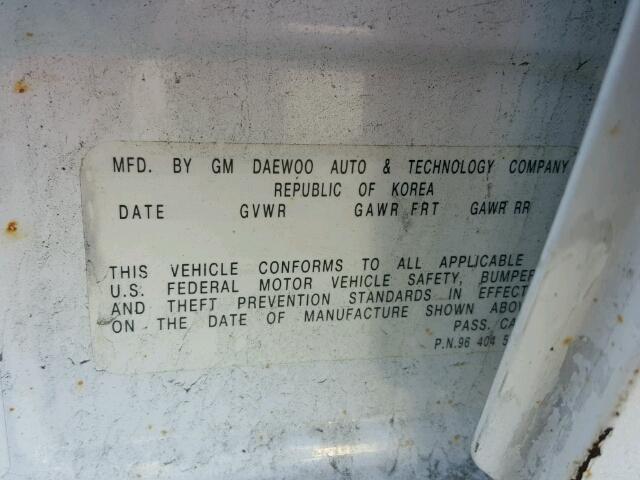 MFD. BY GM DAEWOO AUTO & TECHNOLOGY COMPANY
REPUBLIC OF KOREA
DATE GVWR GAWR FRT GAWR RR
THIS VEHICLE CONFORMS TO ALL APPLICABLE
U.S. FEDERAL MOTOR VEHICLE SAFETY, BUMPER
AND THEFT PREVENTION STANDARDS IN EFFECT
ON THE DATE OF MANUFACTURE SHOWN ABO
PASS. CA
P.N.96 404 5